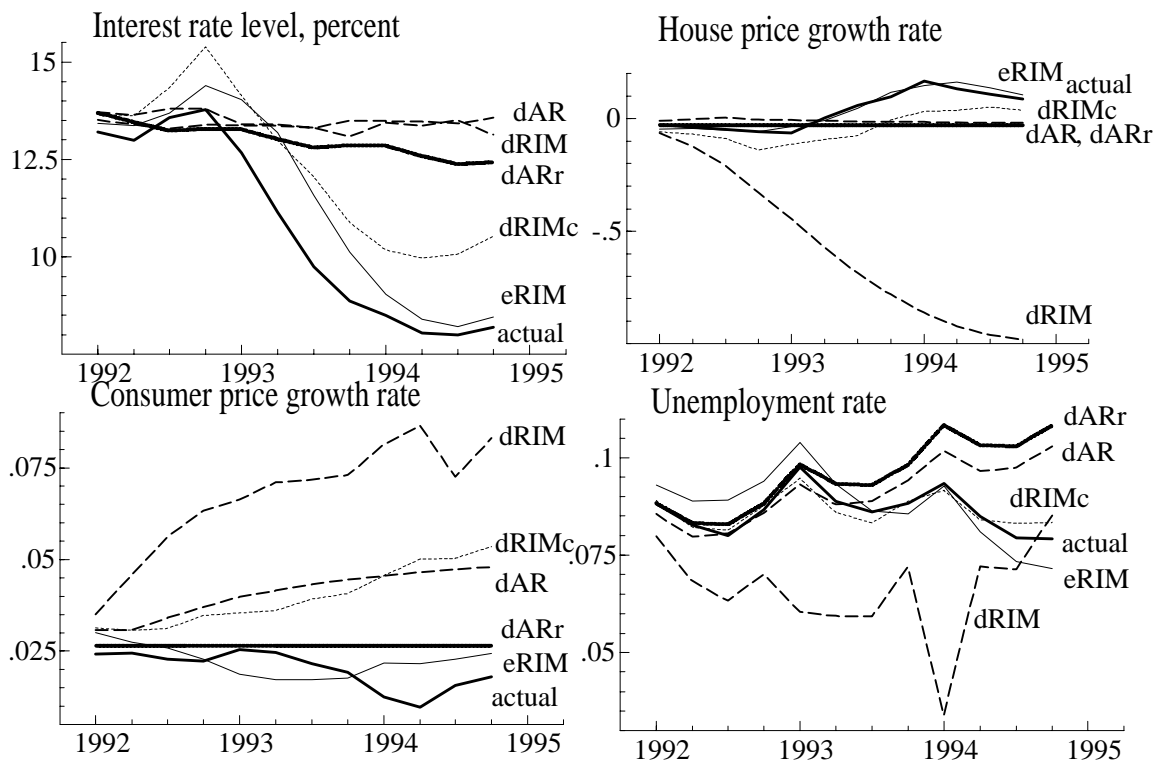 Interest rate level, percent
15
12.5
10
dAR
dRIM
dARr
dRIMc
eRIM
actual
1992 1993 1994 1995
House price growth rate
0
-.5
eRIM actual
dRIMc
dAR, dARr
dRIM
1992 1993 1994 1995
Consumer price growth rate
.075
.05
.025
dRIM
dRIMc
dAR
dARr
eRIM
actual
1992 1993 1994 1995
Unemployment rate
.1
.075
.05
dARr
dAR
dRIMc
actual
eRIM
dRIM
1992 1993 1994 1995